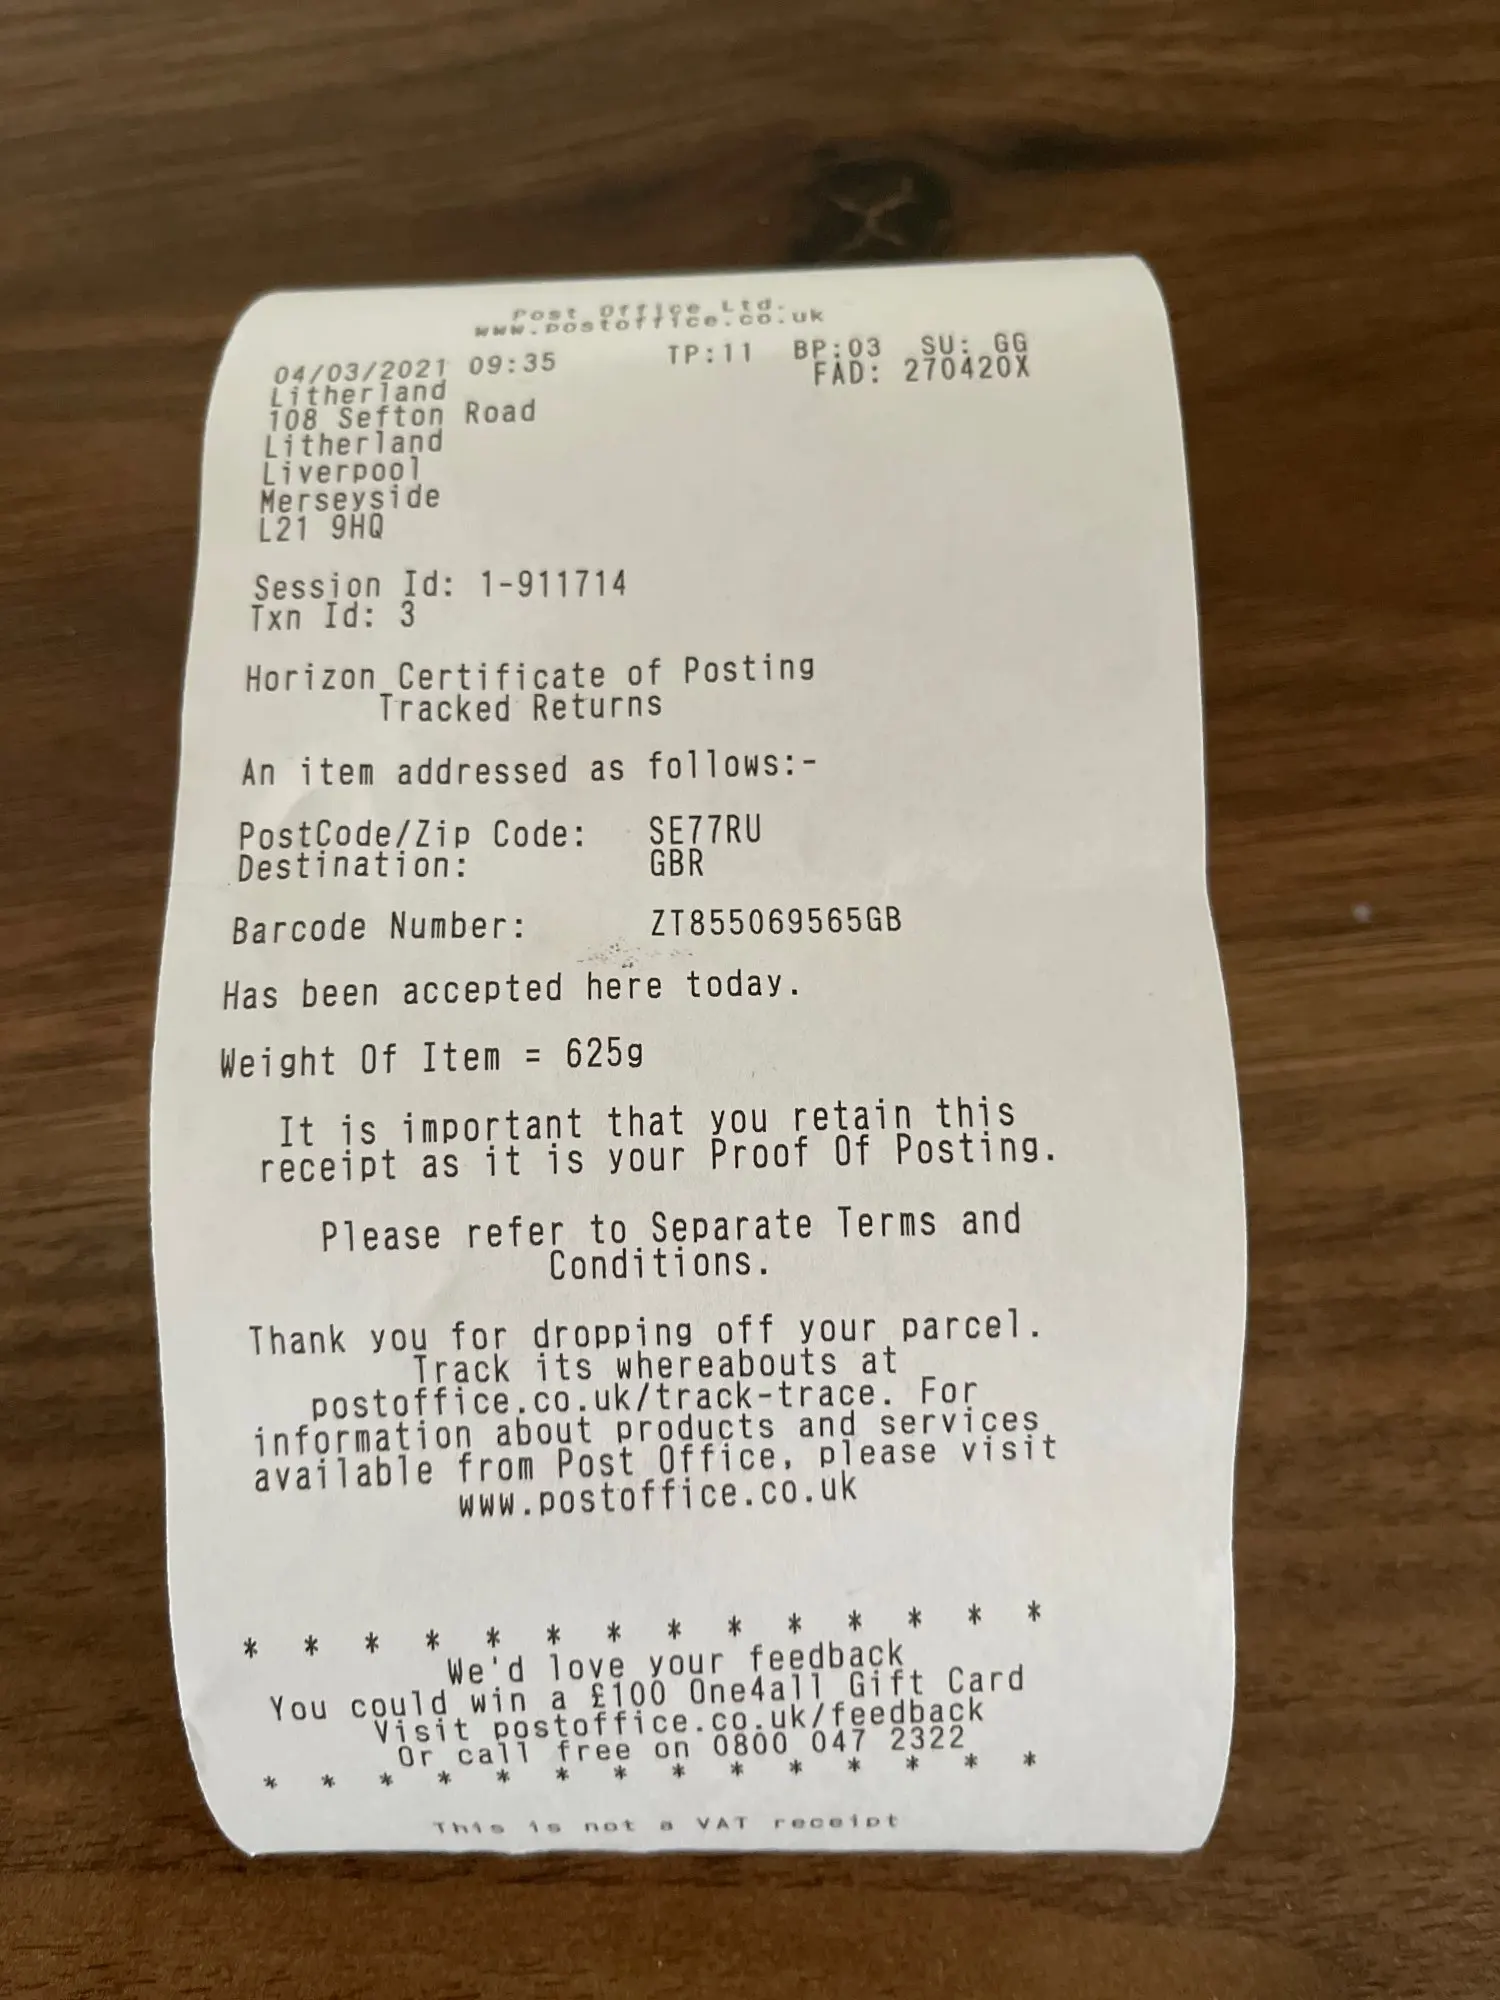 Post Office Ltd.
www.postoffice.co.uk
04/03/2021 09:35 TP:11 BP:03 SU: GG
Litherland FAD: 270420X
108 Sefton Road
Litherland
Liverpool
Merseyside
L21 9HQ
Session Id: 1-911714
Txn Id: 3
Horizon Certificate of Posting
Tracked Returns
An item addressed as follows:-
PostCode/Zip Code: SE77RU
Destination: GBR
Barcode Number: ZT855069565GB
Has been accepted here today.
Weight Of Item = 625g
It is important that you retain this
receipt as it is your Proof Of Posting.
Please refer to Separate Terms and
Conditions.
Thank you for dropping off your parcel.
Track its whereabouts at
postoffice.co.uk/track-trace. For
information about products and services
available from Post Office, please visit
www.postoffice.co.uk
* * * * * * * * * * * * * *
We'd love your feedback
You could win a £100 One4all Gift Card
Visit postoffice.co.uk/feedback
Or call free on 0800 047 2322
* * * * * * * * * * * * * *
This is not a VAT receipt